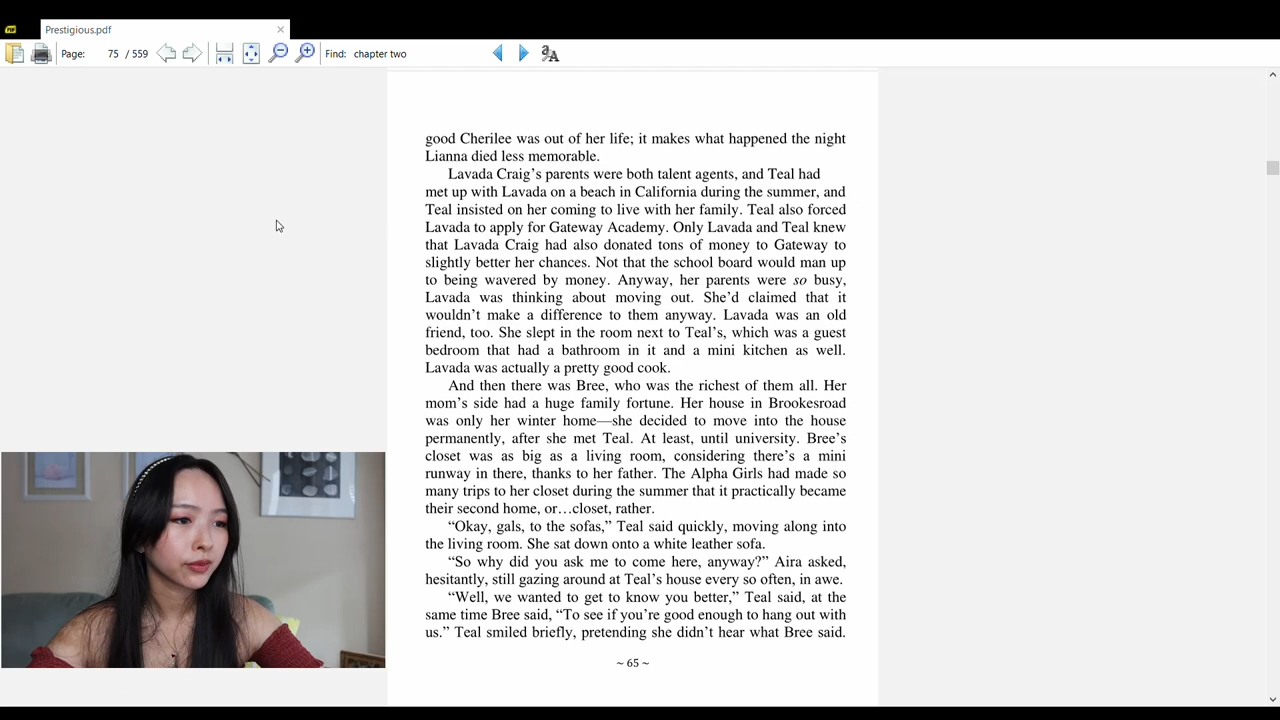 Prestigious.pdf
Page: 75 / 559 Find: chapter two
good Cherilee was out of her life; it makes what happened the night
Lianna died less memorable.
Lavada Craig’s parents were both talent agents, and Teal had
met up with Lavada on a beach in California during the summer, and
Teal insisted on her coming to live with her family. Teal also forced
Lavada to apply for Gateway Academy. Only Lavada and Teal knew
that Lavada Craig had also donated tons of money to Gateway to
slightly better her chances. Not that the school board would man up
to being wavered by money. Anyway, her parents were so busy,
Lavada was thinking about moving out. She’d claimed that it
wouldn’t make a difference to them anyway. Lavada was an old
friend, too. She slept in the room next to Teal’s, which was a guest
bedroom that had a bathroom in it and a mini kitchen as well.
Lavada was actually a pretty good cook.
And then there was Bree, who was the richest of them all. Her
mom’s side had a huge family fortune. Her house in Brookesroad
was only her winter home—she decided to move into the house
permanently, after she met Teal. At least, until university. Bree’s
closet was as big as a living room, considering there’s a mini
runway in there, thanks to her father. The Alpha Girls had made so
many trips to her closet during the summer that it practically became
their second home, or…closet, rather.
“Okay, gals, to the sofas,” Teal said quickly, moving along into
the living room. She sat down onto a white leather sofa.
“So why did you ask me to come here, anyway?” Aira asked,
hesitantly, still gazing around at Teal’s house every so often, in awe.
“Well, we wanted to get to know you better,” Teal said, at the
same time Bree said, “To see if you’re good enough to hang out with
us.” Teal smiled briefly, pretending she didn’t hear what Bree said.
~ 65 ~